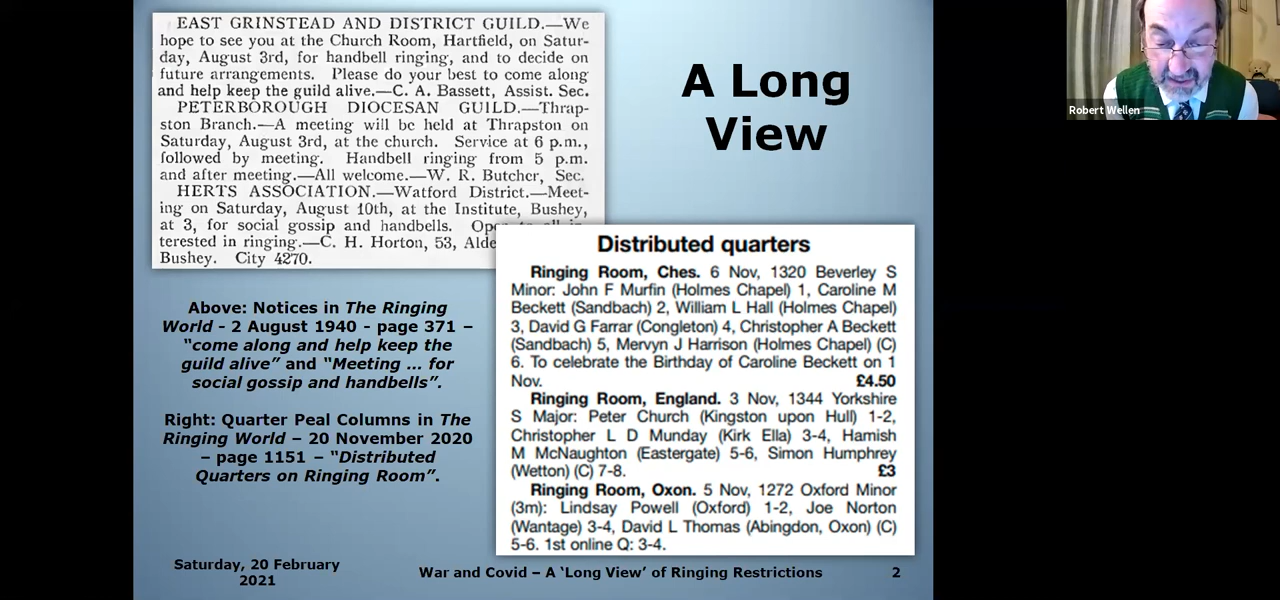 EAST GRINSTEAD AND DISTRICT GUILD.—We
hope to see you at the Church Room, Hartfield, on Satur-
day, August 3rd, for handbell ringing, and to decide on
future arrangements. Please do your best to come along
and help keep the guild alive.—C. A. Bassett, Assist. Sec.
PETERBOROUGH DIOCESAN GUILD.—Thrap-
ston Branch.—A meeting will be held at Thrapston on
Saturday, August 3rd, at the church. Service at 6 p.m.,
followed by meeting. Handbell ringing from 5 p.m.
and after meeting.—All welcome.—W. R. Butcher, Sec.
HERTS ASSOCIATION.—Watford District.—Meet-
ing on Saturday, August 10th, at the Institute, Bushey,
at 3, for social gossip and handbells.
terested in ringing.—C. H. Horton, 53, Alde
Bushey. City 4270.
A Long
View
Robert Wellen
Above: Notices in The Ringing
World - 2 August 1940 - page 371 –
“come along and help keep the
guild alive” and “Meeting ... for
social gossip and handbells”.
Right: Quarter Peal Columns in The
Ringing World – 20 November 2020
– page 1151 – “Distributed
Quarters on Ringing Room”.
Distributed quarters
Ringing Room, Ches. 6 Nov, 1320 Beverley S
Minor: John F Murfin (Holmes Chapel) 1, Caroline M
Beckett (Sandbach) 2, William L Hall (Holmes Chapel)
3, David G Farrar (Congleton) 4, Christopher A Beckett
(Sandbach) 5, Mervyn J Harrison (Holmes Chapel) (C)
6. To celebrate the Birthday of Caroline Beckett on 1
Nov. £4.50
Ringing Room, England. 3 Nov, 1344 Yorkshire
S Major: Peter Church (Kingston upon Hull) 1-2,
Christopher L D Munday (Kirk Ella) 3-4, Hamish
M McNaughton (Eastergate) 5-6, Simon Humphrey
(Wetton) (C) 7-8. £3
Ringing Room, Oxon. 5 Nov, 1272 Oxford Minor
(3m): Lindsay Powell (Oxford) 1-2, Joe Norton
(Wantage) 3-4, David L Thomas (Abingdon, Oxon) (C)
5-6. 1st online Q: 3-4.
Saturday, 20 February
2021
War and Covid – A ‘Long View’ of Ringing Restrictions
2